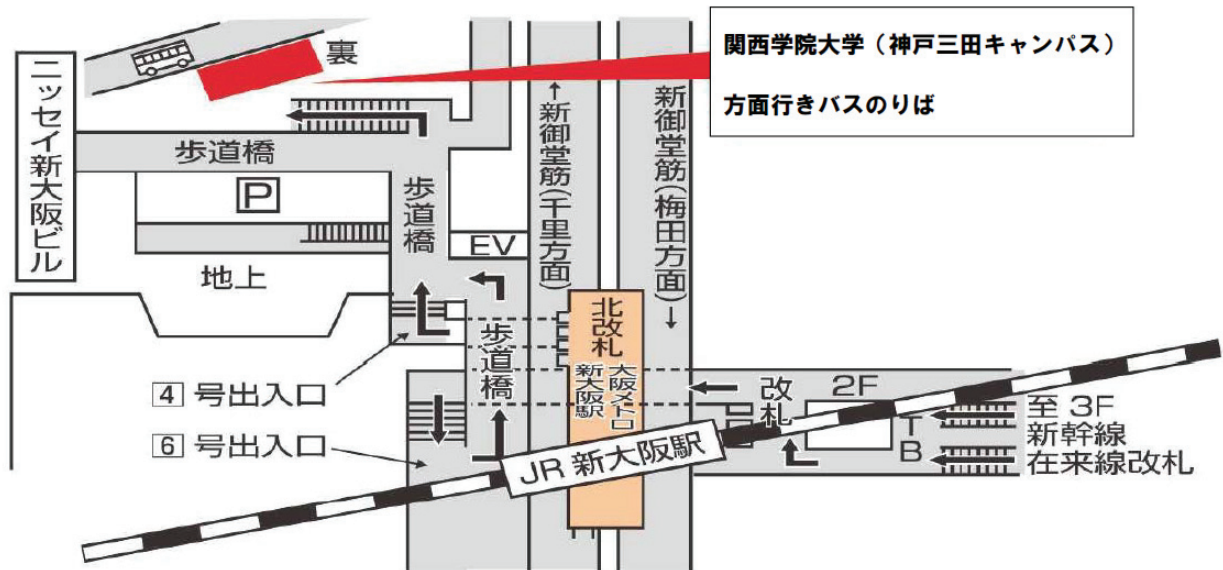 関西学院大学（神戸三田キャンパス）
方面行きバスのりば
裏
ニッセイ新大阪ビル
歩道橋
P
歩道橋
EV
地上
↑新御堂筋(千里方面)
新御堂筋(梅田方面)→
北改札
大阪メトロ
新大阪駅
歩道橋
4 号出入口
6 号出入口
改札
2F
TB
至 3F
新幹線
在来線改札
JR 新大阪駅